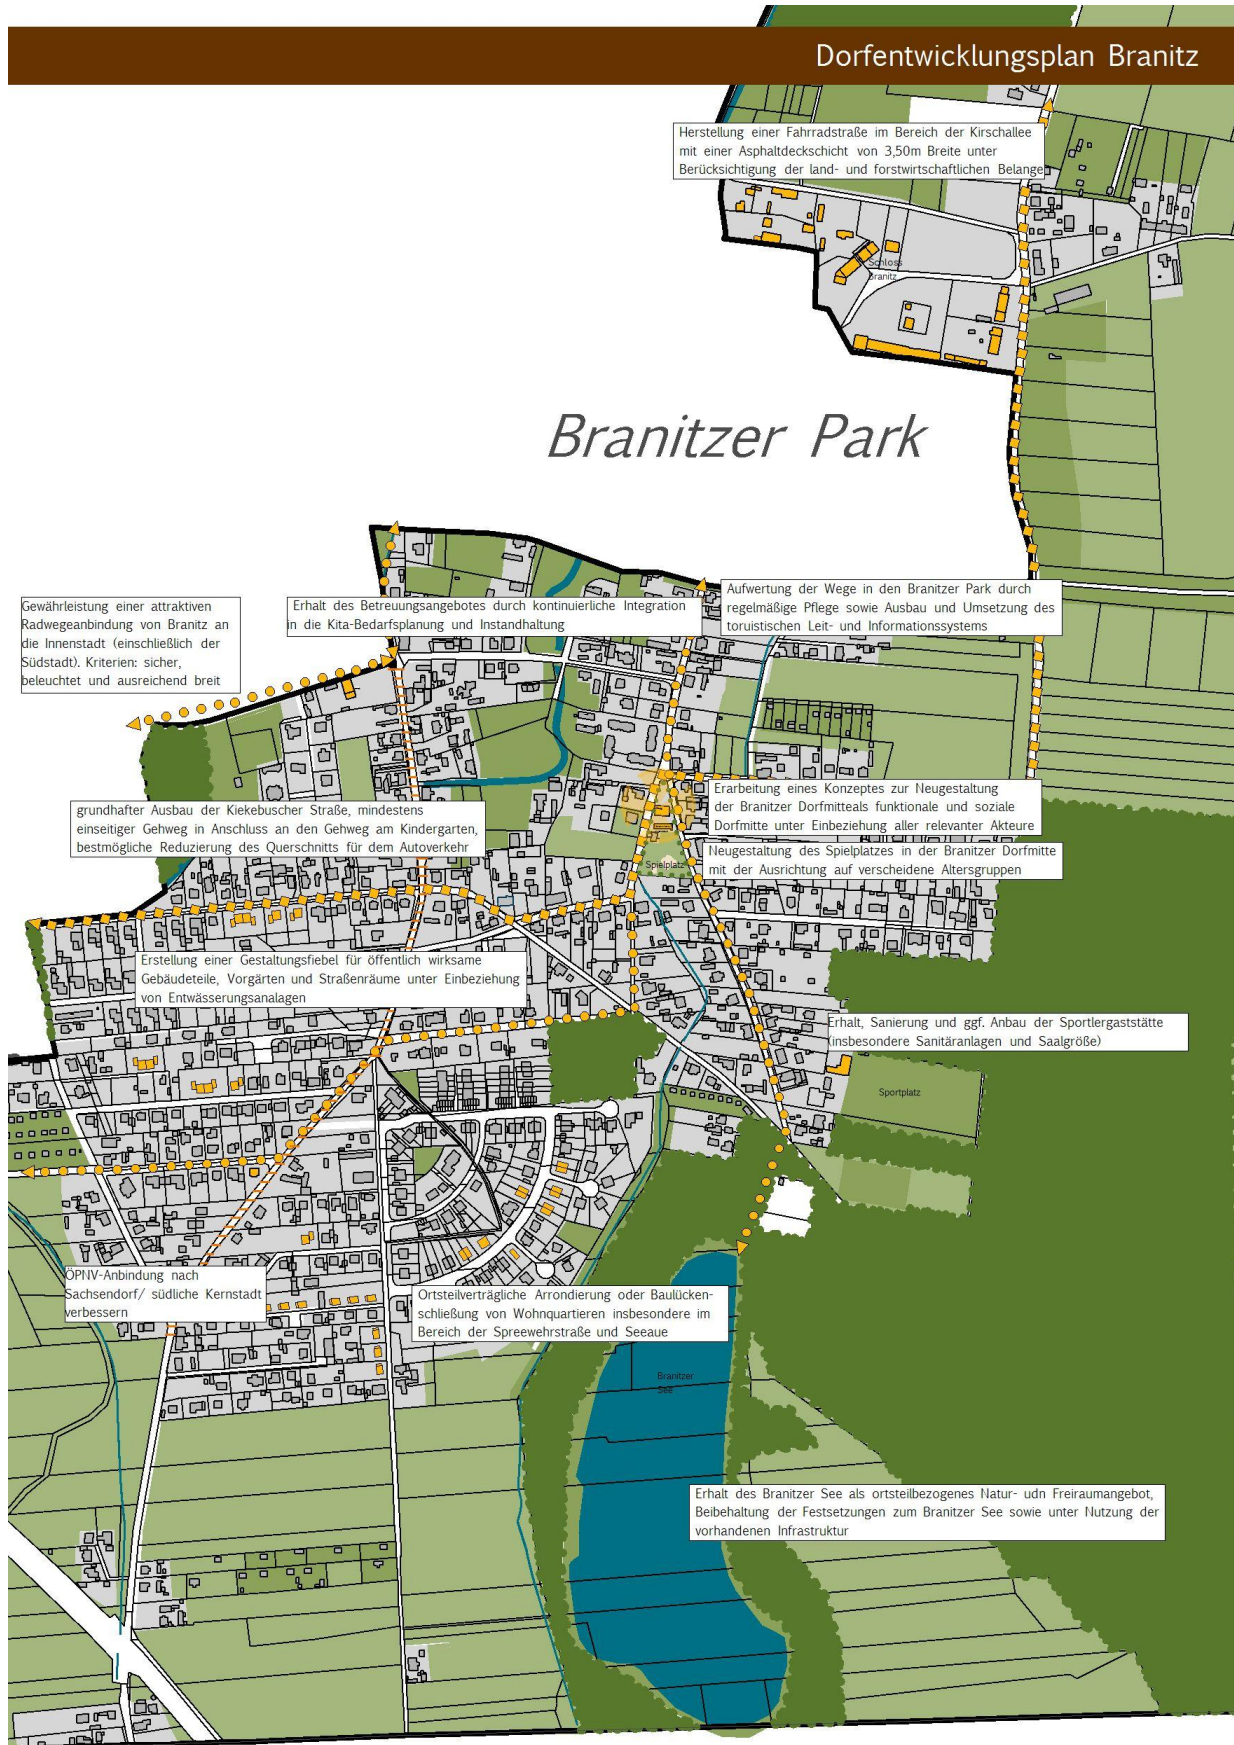 Dorfentwicklungsplan Branitz
Herstellung einer Fahrradstraße im Bereich der Kirschallee
mit einer Asphaltdeckschicht von 3,50m Breite unter
Berücksichtigung der land- und forstwirtschaftlichen Belange
Schloss
Branitz
Branitzer Park
Gewährleistung einer attraktiven
Radwegeanbindung von Branitz an
die Innenstadt (einschließlich der
Südstadt). Kriterien: sicher,
beleuchtet und ausreichend breit
Erhalt des Betreuungsangebotes durch kontinuierliche Integration
in die Kita-Bedarfsplanung und Instandhaltung
Aufwertung der Wege in den Branitzer Park durch
regelmäßige Pflege sowie Ausbau und Umsetzung des
toruistischen Leit- und Informationssystems
grundhafter Ausbau der Kiekebuscher Straße, mindestens
einseitiger Gehweg in Anschluss an den Gehweg am Kindergarten,
bestmögliche Reduzierung des Querschnitts für dem Autoverkehr
Erarbeitung eines Konzeptes zur Neugestaltung
der Branitzer Dorfmitteals funktionale und soziale
Dorfmitte unter Einbeziehung aller relevanter Akteure
Spielplatz
Neugestaltung des Spielplatzes in der Branitzer Dorfmitte
mit der Ausrichtung auf verscheidene Altersgruppen
Erstellung einer Gestaltungsfiebel für öffentlich wirksame
Gebäudeteile, Vorgärten und Straßenräume unter Einbeziehung
von Entwässerungsanalagen
Erhalt, Sanierung und ggf. Anbau der Sportlergaststätte
(insbesondere Sanitäranlagen und Saalgröße)
Sportplatz
ÖPNV-Anbindung nach
Sachsendorf/ südliche Kernstadt
verbessern
Ortsteilverträgliche Arrondierung oder Baulücken-
schließung von Wohnquartieren insbesondere im
Bereich der Spreewehrstraße und Seeaue
Branitzer
See
Erhalt des Branitzer See als ortsteilbezogenes Natur- udn Freiraumangebot,
Beibehaltung der Festsetzungen zum Branitzer See sowie unter Nutzung der
vorhandenen Infrastruktur